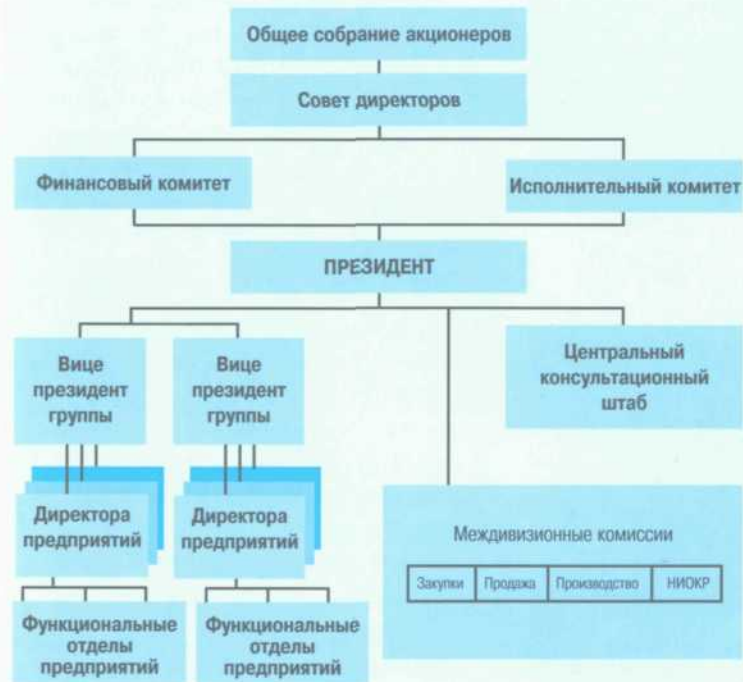 Общее собрание акционеров
Совет директоров
Финансовый комитет
Исполнительный комитет
ПРЕЗИДЕНТ
Вице
президент
группы
Вице
президент
группы
Центральный
консультационный
штаб
Директора
предприятий
Директора
предприятий
Междивизионные комиссии
Закупки
Продажа
Производство
НИОКР
Функциональные
отделы
предприятий
Функциональные
отделы
предприятий